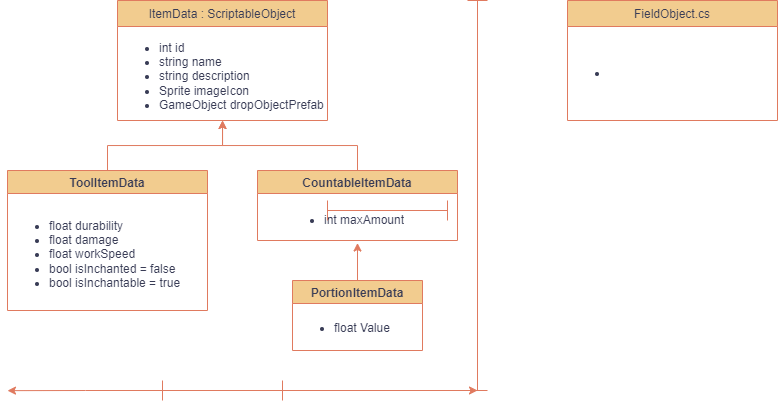 ItemData : ScriptableObject
int id
string name
string description
Sprite imageIcon
GameObject dropObjectPrefab
FieldObject.cs
ToolItemData
float durability
float damage
float workSpeed
bool isInchanted = false
bool isInchantable = true
CountableItemData
int maxAmount
PortionItemData
float Value